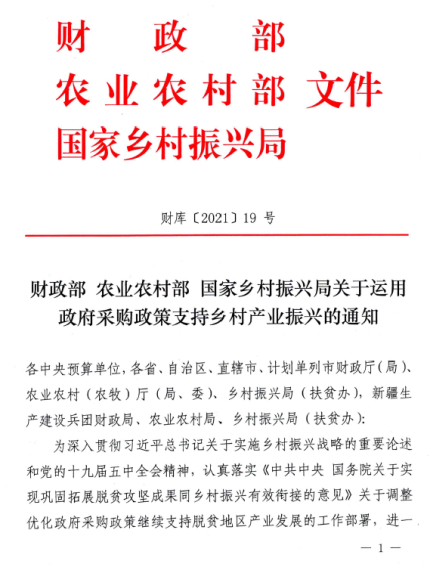 财政部
农业农村部 文件
国家乡村振兴局
财库〔2021〕19 号
财政部 农业农村部 国家乡村振兴局关于运用
政府采购政策支持乡村产业振兴的通知
各中央预算单位，各省、自治区、直辖市、计划单列市财政厅（局）、
农业农村（农牧）厅（局、委）、乡村振兴局（扶贫办），新疆生
产建设兵团财政局、农业农村局、乡村振兴局（扶贫办）：
为深入贯彻习近平总书记关于实施乡村振兴战略的重要论述
和党的十九届五中全会精神，认真落实《中共中央 国务院关于实
现巩固拓展脱贫攻坚成果同乡村振兴有效衔接的意见》关于调整
优化政府采购政策继续支持脱贫地区产业发展的工作部署，进一
— 1 —